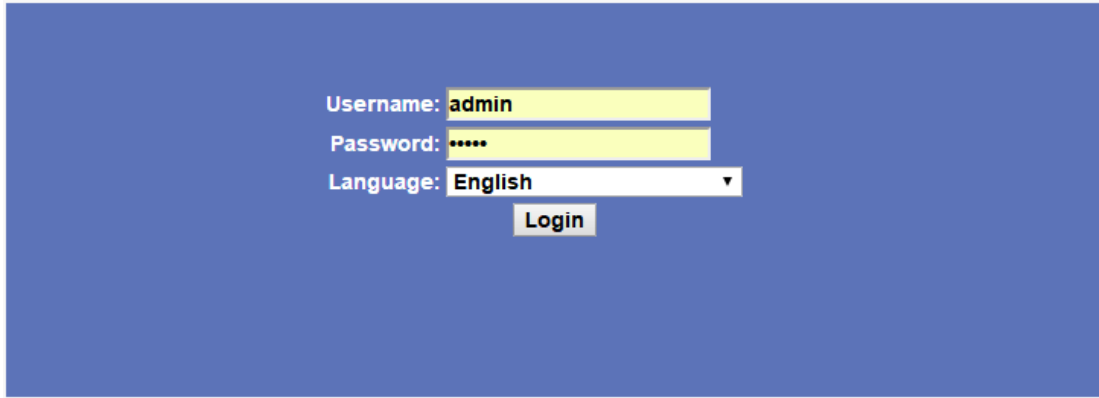 Username: admin
Password: •••••
Language: English
Login